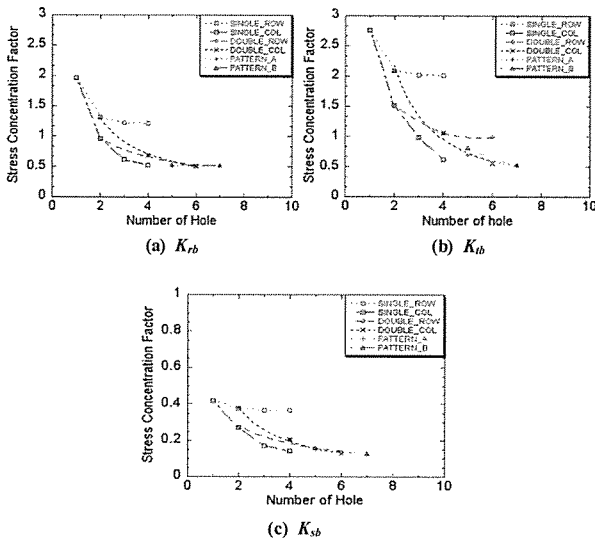 3
2.5
2
1.5
1
0.5
0
0 2 4 6 8 10
Stress Concentration Factor
Number of Hole
SINGLE_ROW
SINGLE_COL
DOUBLE_ROW
DOUBLE_COL
PATTERN_A
PATTERN_B
(a) Krb
3
2.5
2
1.5
1
0.5
0
0 2 4 6 8 10
Stress Concentration Factor
Number of hole
SINGLE_ROW
SINGLE_COL
DOUBLE_ROW
DOUBLE_COL
PATTERN_A
PATTERN_B
(b) Ktb
1
0.8
0.6
0.4
0.2
0
0 2 4 6 8 10
Stress Concentration Factor
Number of Hole
SINGLE_ROW
SINGLE_COL
DOUBLE_ROW
DOUBLE_COL
PATTERN_A
PATTERN_B
(c) Ksb